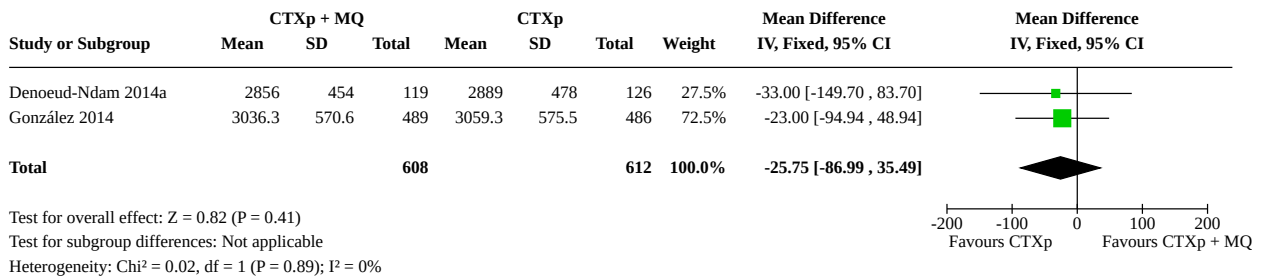 CTXp + MQ CTXp Mean Difference Mean Difference
Study or Subgroup Mean SD Total Mean SD Total Weight IV, Fixed, 95% CI IV, Fixed, 95% CI
Denoeud-Ndam 2014a 2856 454 119 2889 478 126 27.5% -33.00 [-149.70 , 83.70]
González 2014 3036.3 570.6 489 3059.3 575.5 486 72.5% -23.00 [-94.94 , 48.94]
Total 608 612 100.0% -25.75 [-86.99 , 35.49]
Test for overall effect: Z = 0.82 (P = 0.41)
Test for subgroup differences: Not applicable
Heterogeneity: Chi² = 0.02, df = 1 (P = 0.89); I² = 0%
-200 -100 0 100 200
Favours CTXp Favours CTXp + MQ